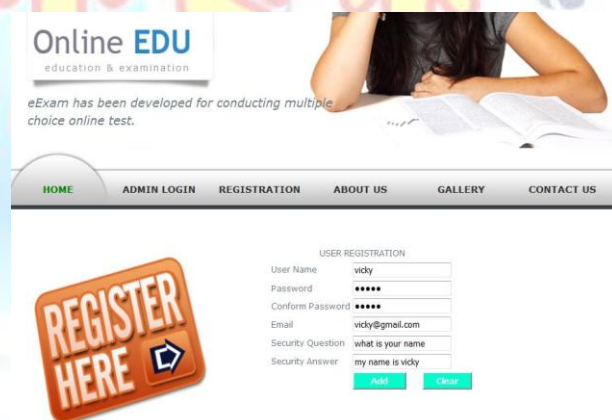 Online EDU
education & examination
eExam has been developed for conducting multiple
choice online test.
HOME ADMIN LOGIN REGISTRATION ABOUT US GALLERY CONTACT US
REGISTER
HERE
USER REGISTRATION
User Name vicky
Password •••••
Conform Password •••••
Email vicky@gmail.com
Security Question what is your name
Security Answer my name is vicky
Add Clear